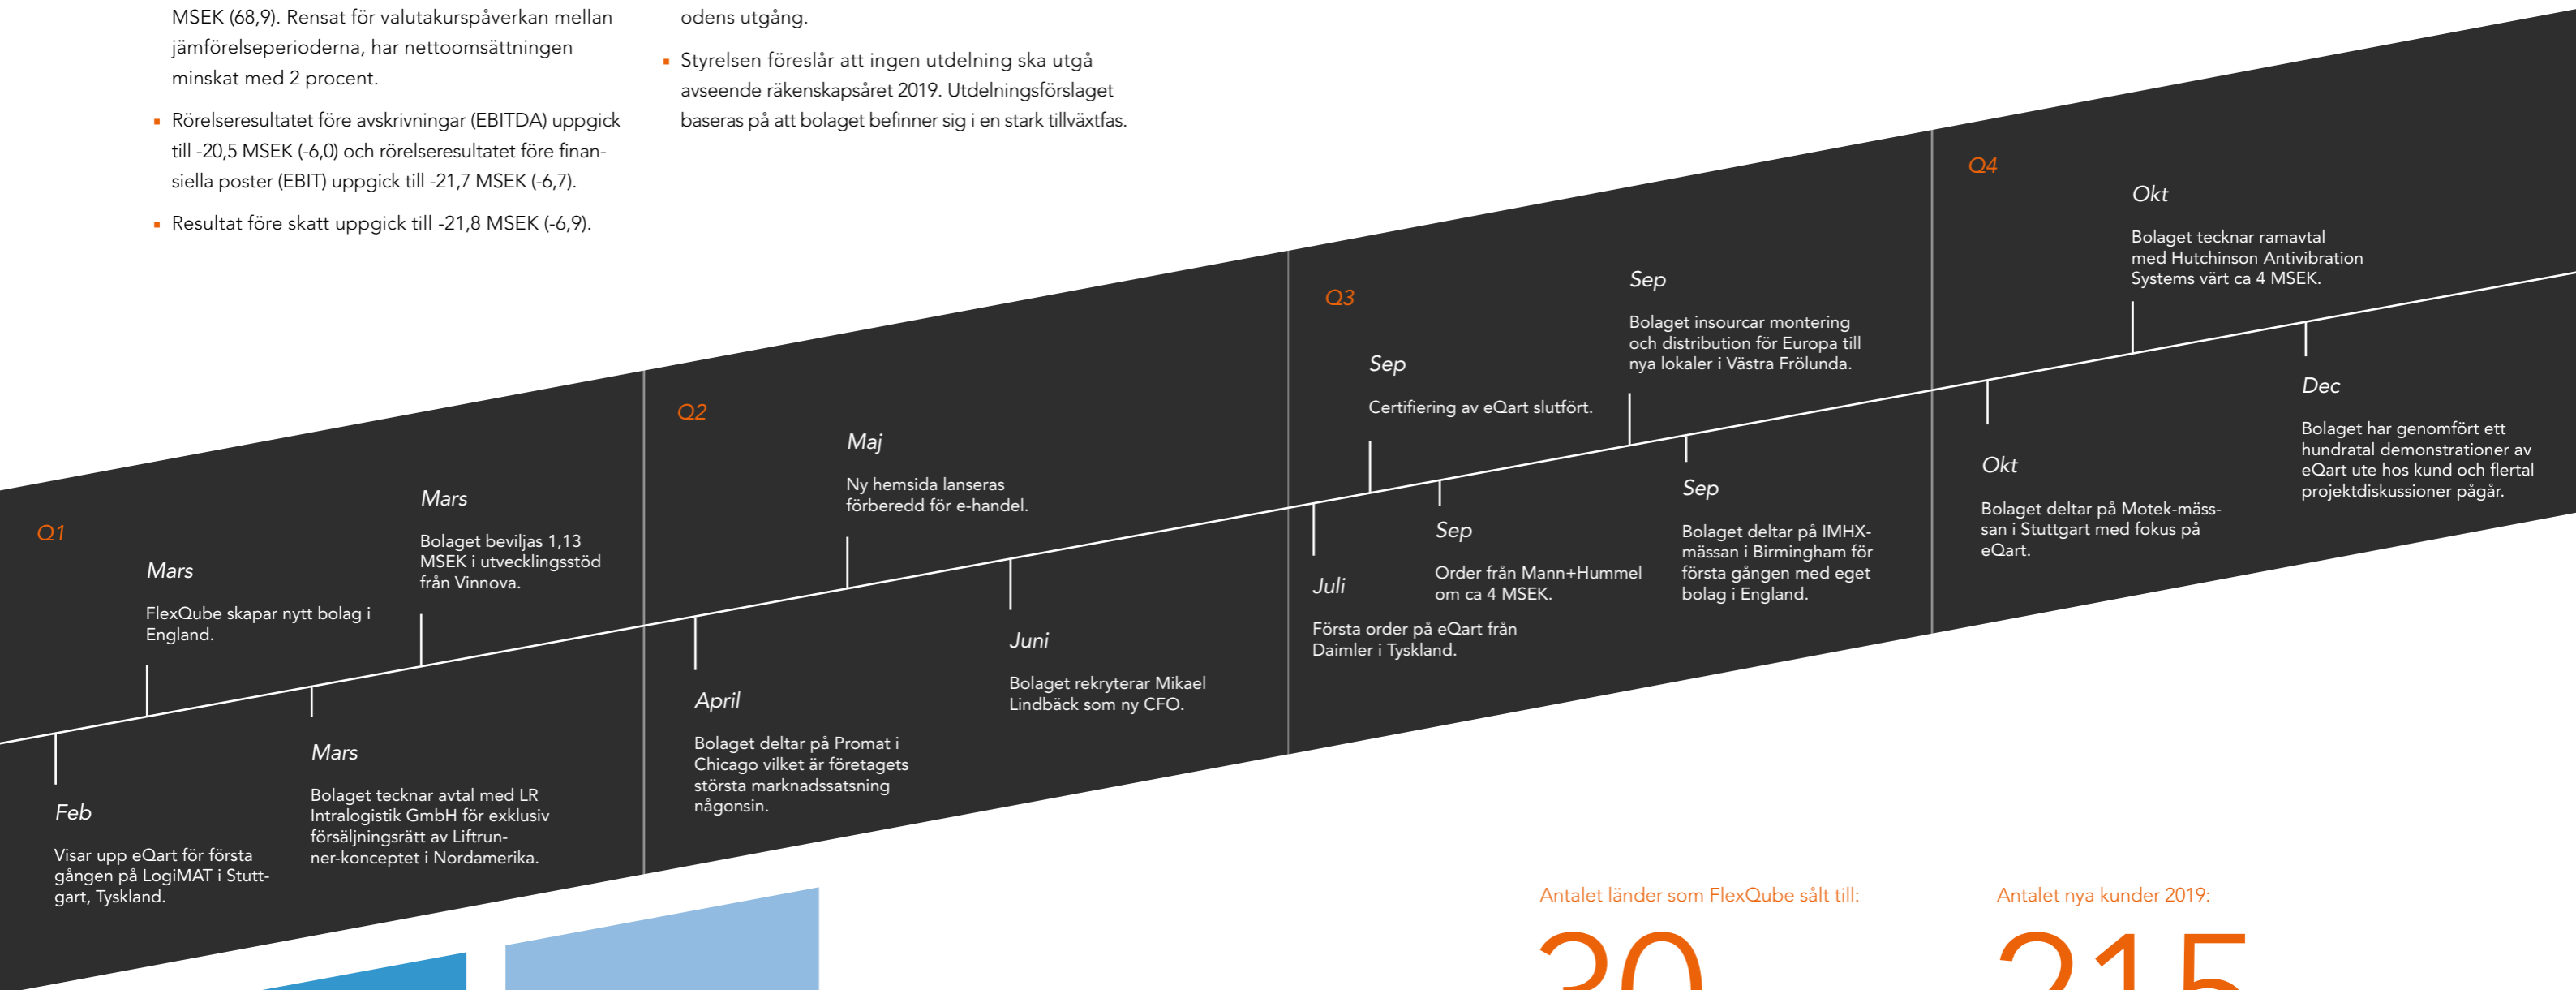 MSEK (68,9). Rensat för valutakurspåverkan mellan
jämförelseperioderna, har nettoomsättningen
minskat med 2 procent.
▪ Rörelseresultatet före avskrivningar (EBITDA) uppgick
till -20,5 MSEK (-6,0) och rörelseresultatet före finan-
siella poster (EBIT) uppgick till -21,7 MSEK (-6,7).
▪ Resultat före skatt uppgick till -21,8 MSEK (-6,9).
odens utgång.
▪ Styrelsen föreslår att ingen utdelning ska utgå
avseende räkenskapsåret 2019. Utdelningsförslaget
baseras på att bolaget befinner sig i en stark tillväxtfas.
Q1
Feb
Visar upp eQart för första
gången på LogiMAT i Stutt-
gart, Tyskland.
Mars
FlexQube skapar nytt bolag i
England.
Mars
Bolaget tecknar avtal med LR
Intralogistik GmbH för exklusiv
försäljningsrätt av Liftrun-
ner-konceptet i Nordamerika.
Mars
Bolaget beviljas 1,13
MSEK i utvecklingsstöd
från Vinnova.
Q2
April
Bolaget deltar på Promat i
Chicago vilket är företagets
största marknadssatsning
någonsin.
Maj
Ny hemsida lanseras
förberedd för e-handel.
Juni
Bolaget rekryterar Mikael
Lindbäck som ny CFO.
Q3
Juli
Första order på eQart från
Daimler i Tyskland.
Sep
Certifiering av eQart slutfört.
Sep
Order från Mann+Hummel
om ca 4 MSEK.
Sep
Bolaget insourcar montering
och distribution för Europa till
nya lokaler i Västra Frölunda.
Sep
Bolaget deltar på IMHX-
mässan i Birmingham för
första gången med eget
bolag i England.
Q4
Okt
Bolaget deltar på Motek-mäss-
san i Stuttgart med fokus på
eQart.
Okt
Bolaget tecknar ramavtal
med Hutchinson Antivibration
Systems värt ca 4 MSEK.
Dec
Bolaget har genomfört ett
hundratal demonstrationer av
eQart ute hos kund och flertal
projektdiskussioner pågår.
Antalet länder som FlexQube sålt till:
30
Antalet nya kunder 2019:
215